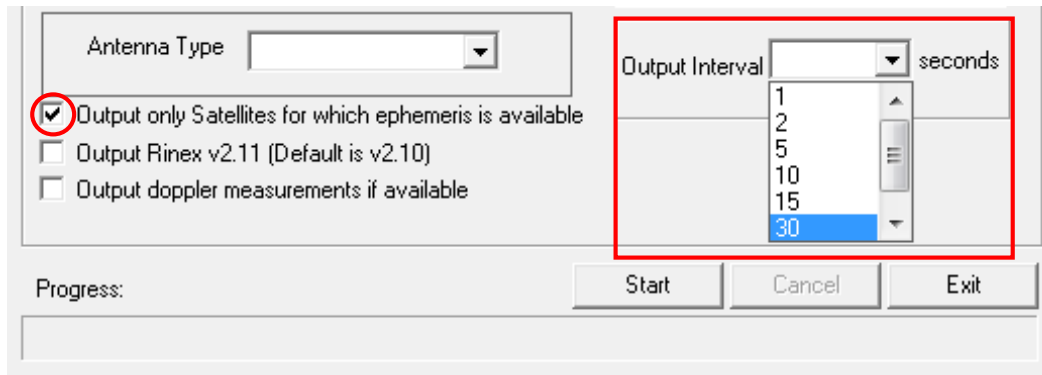 Antenna Type
Output Interval seconds
1
2
5
10
15
30
Output only Satellites for which ephemeris is available
Output Rinex v2.11 (Default is v2.10)
Output doppler measurements if available
Progress:
Start
Cancel
Exit